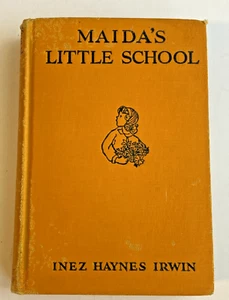 MAIDA'S
LITTLE SCHOOL
INEZ HAYNES IRWIN